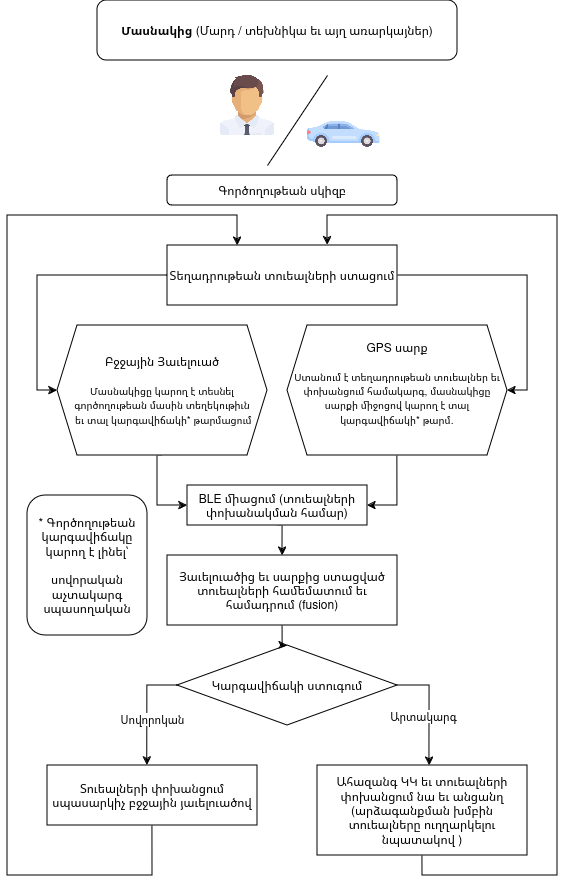 Մասնակից (Մարդ / տեխնիկա եւ այղ առարկայներ)
Գործողութեան սկիզբ
Տեղադրութեան տուեալների ստացում
Բջջային Յաւելուած
Մասնակիցը կարող է տեսնել
գործողութեան մասին տեղեկութիւն
եւ տալ կարգավիճակի* թարմացում
GPS սարք
Ստանում է տեղադրութեան տուեալներ եւ
փոխանցում համակարգ, մասնակիցը
սարքի միջոցով կարող է տալ
կարգավիճակի* թարմ.
BLE միացում (տուեալների
փոխանակման համար)
* Գործողութեան
կարգավիճակը
կարող է լինել՝
սովորական
աչտակարգ
սպասողական
Յաւելուածից եւ սարքից ստացված
տուեալների համեմատում եւ
համադրում (fusion)
Կարգավիճակի ստուգում
Սովորոկան
Արտակարգ
Տուեալների փոխանցում
սպասարկիչ բջջային յաւելուածով
Ահազանգ ԿԿ եւ տուեալների
փոխանցում նա եւ անցանղ
(արձագանքման խմբին
տուեալները ուղղարկելու
նպատակով )